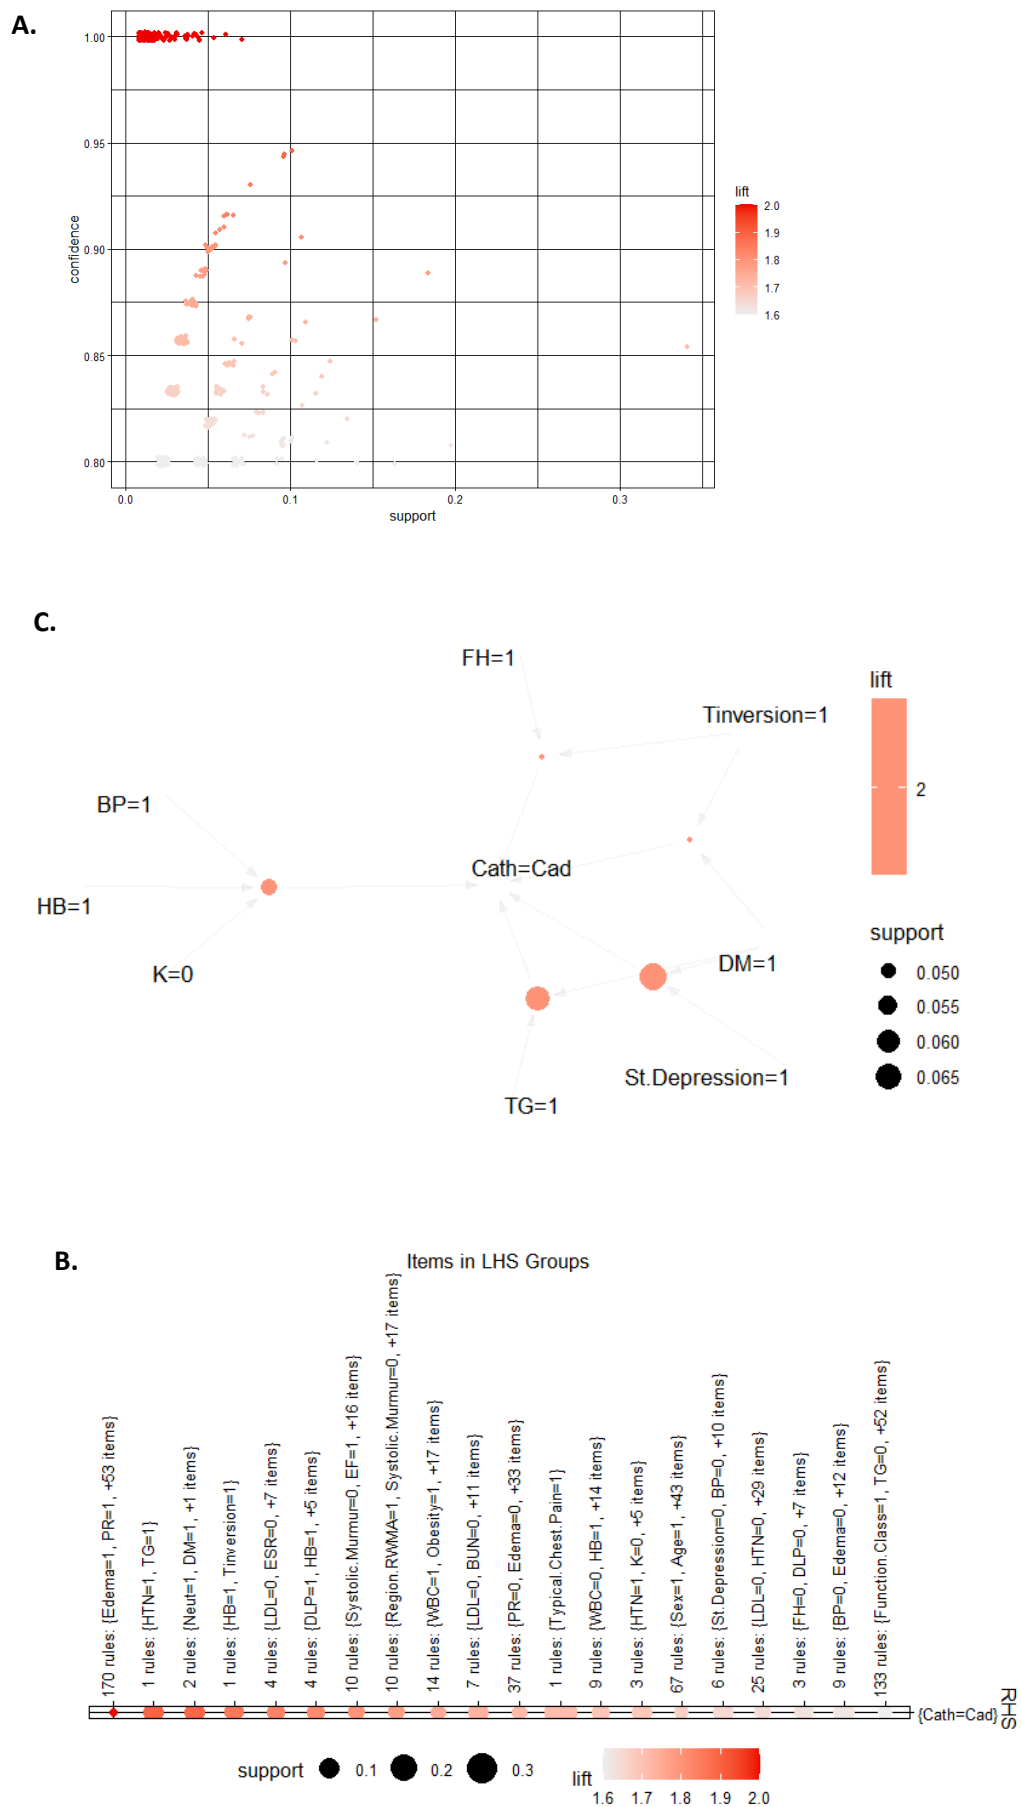 A.
1.00
0.95
0.90
0.85
0.80
confidence
0.0
0.1
0.2
0.3
support
lift
2.0
1.9
1.8
1.7
1.6
C.
FH=1
Tinversion=1
BP=1
Cath=Cad
HB=1
K=0
DM=1
St.Depression=1
TG=1
lift
2
support
0.050
0.055
0.060
0.065
B.
Items in LHS Groups
170 rules: {Edema=1, PR=1, +53 items}
1 rules: {HTN=1, TG=1}
2 rules: {Neut=1, DM=1, +1 items}
1 rules: {HB=1, Tinversion=1}
4 rules: {LDL=0, ESR=0, +7 items}
4 rules: {DLP=1, HB=1, +5 items}
10 rules: {Systolic.Murmur=0, EF=1, +16 items}
10 rules: {Region.RWMA=1, Systolic.Murmur=0, +17 items}
14 rules: {WBC=1, Obesity=1, +17 items}
7 rules: {LDL=0, BUN=0, +11 items}
37 rules: {PR=0, Edema=0, +33 items}
1 rules: {Typical.Chest.Pain=1}
9 rules: {WBC=0, HB=1, +14 items}
3 rules: {HTN=1, K=0, +5 items}
67 rules: {Sex=1, Age=1, +43 items}
6 rules: {St.Depression=0, BP=0, +10 items}
25 rules: {LDL=0, HTN=0, +29 items}
3 rules: {FH=0, DLP=0, +7 items}
9 rules: {BP=0, Edema=0, +12 items}
133 rules: {Function.Class=1, TG=0, +52 items}
{Cath=Cad}
RHS
support
0.1
0.2
0.3
lift
1.6
1.7
1.8
1.9
2.0